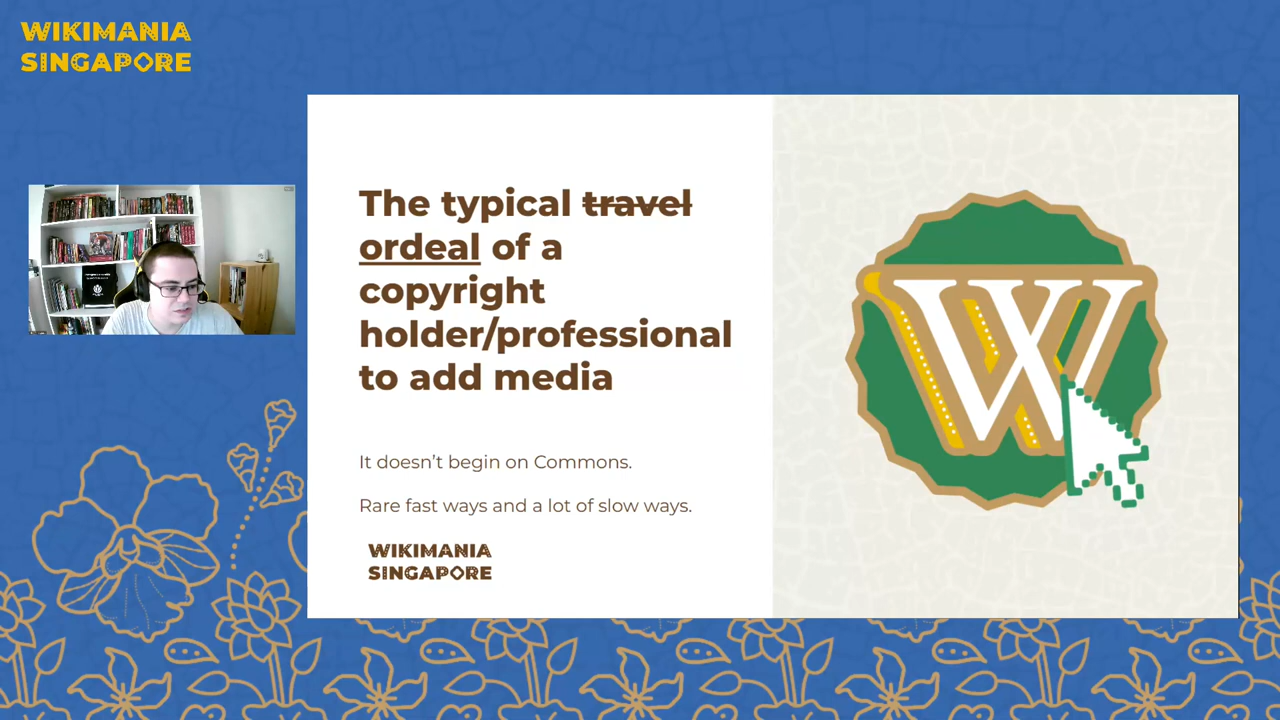 WIKIMANIA
SINGAPORE
The typical travel
ordeal of a
copyright
holder/professional
to add media
It doesn’t begin on Commons.
Rare fast ways and a lot of slow ways.
WIKIMANIA
SINGAPORE
W